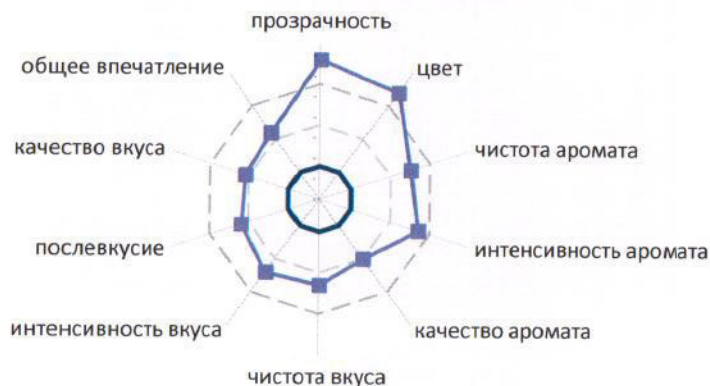 прозрачность
цвет
чистота аромата
интенсивность аромата
качество аромата
чистота вкуса
интенсивность вкуса
послевкусие
качество вкуса
общее впечатление